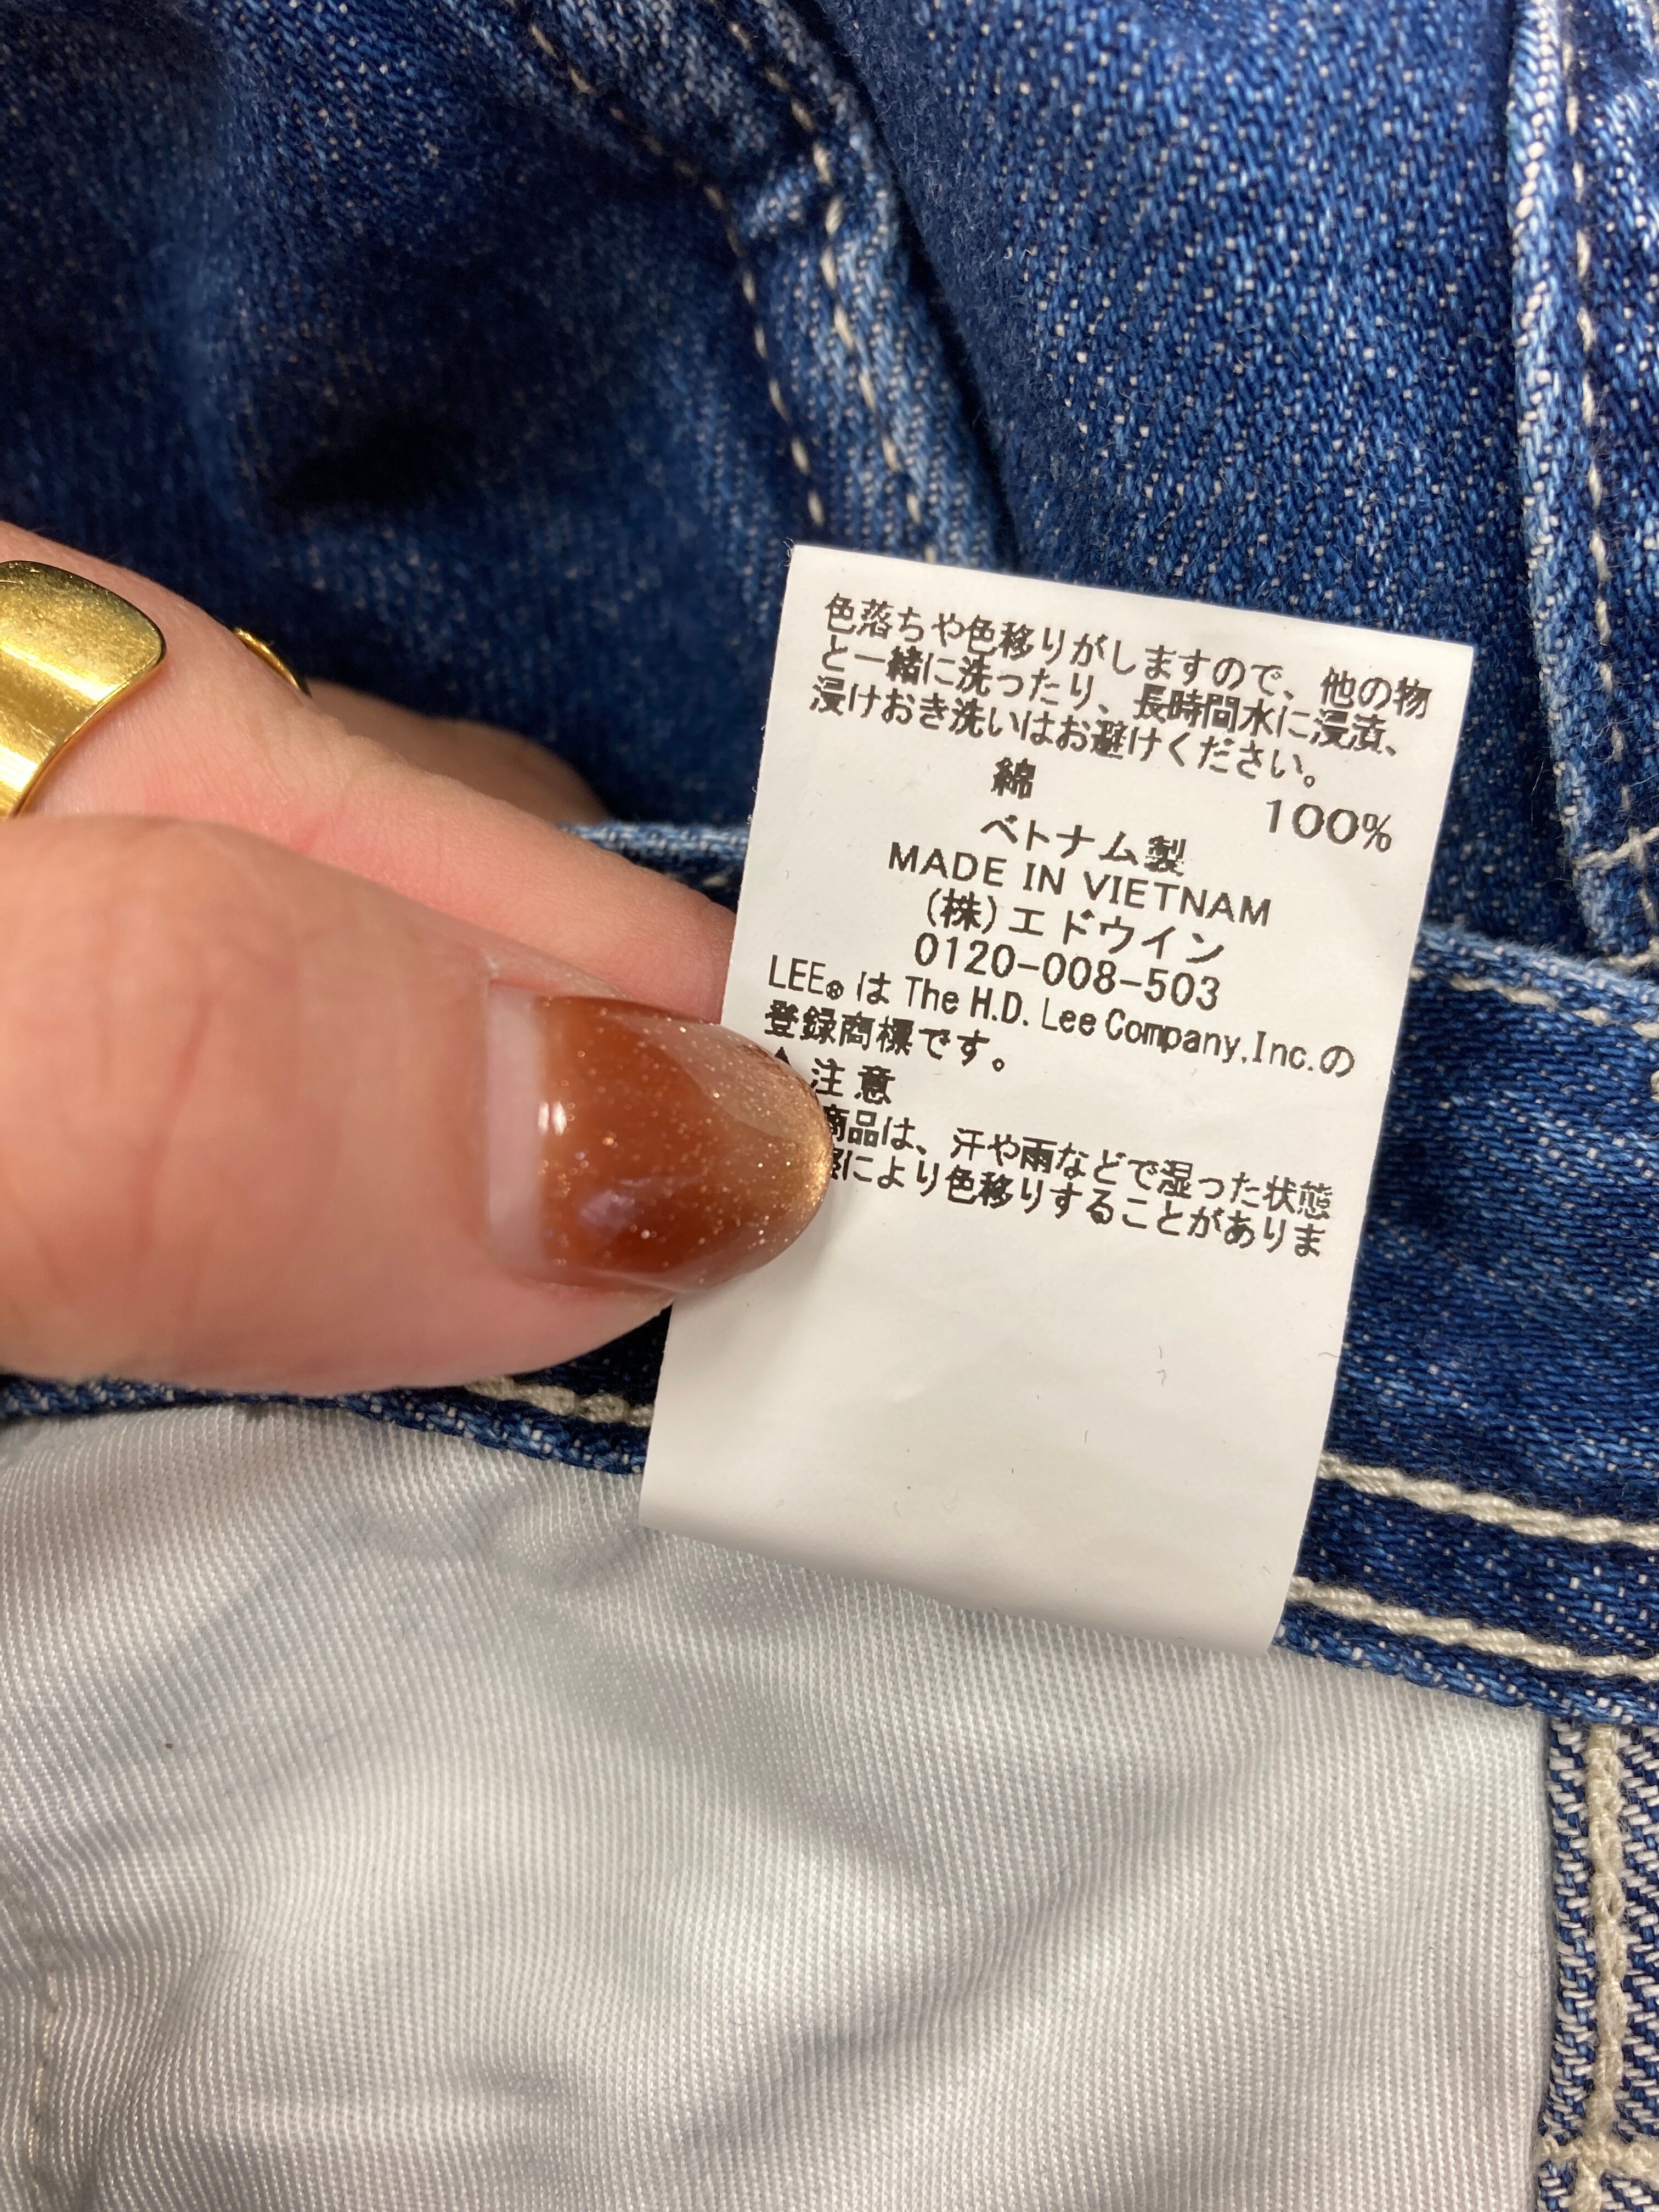 色落ちや色移りがしますので、他の物
と一緒に洗ったり、長時間水に浸漬、
浸けおき洗いはお避けください。
綿 100%
ベトナム製
MADE IN VIETNAM
(株)エドウイン
0120-008-503
LEE®は The H.D. Lee Company,Inc.の
登録商標です。
注意
商品は、汗や雨などで湿った状態
により色移りすることがありま